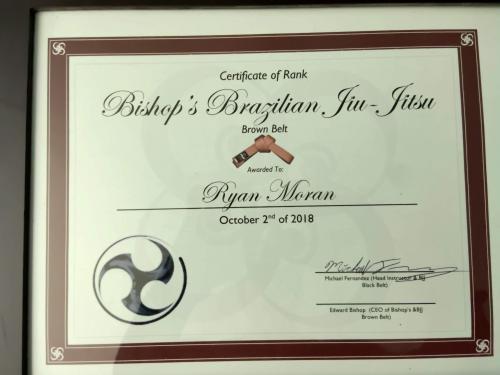 Certificate of Rank
Bishop's Brazilian Jiu-Jitsu
Brown Belt
Awarded To:
Ryan Moran
October 2nd of 2018
Michael Fernandez (Head Instructor & BJJ
Black Belt)
Edward Bishop (CEO of Bishop's &BJJ
Brown Belt)